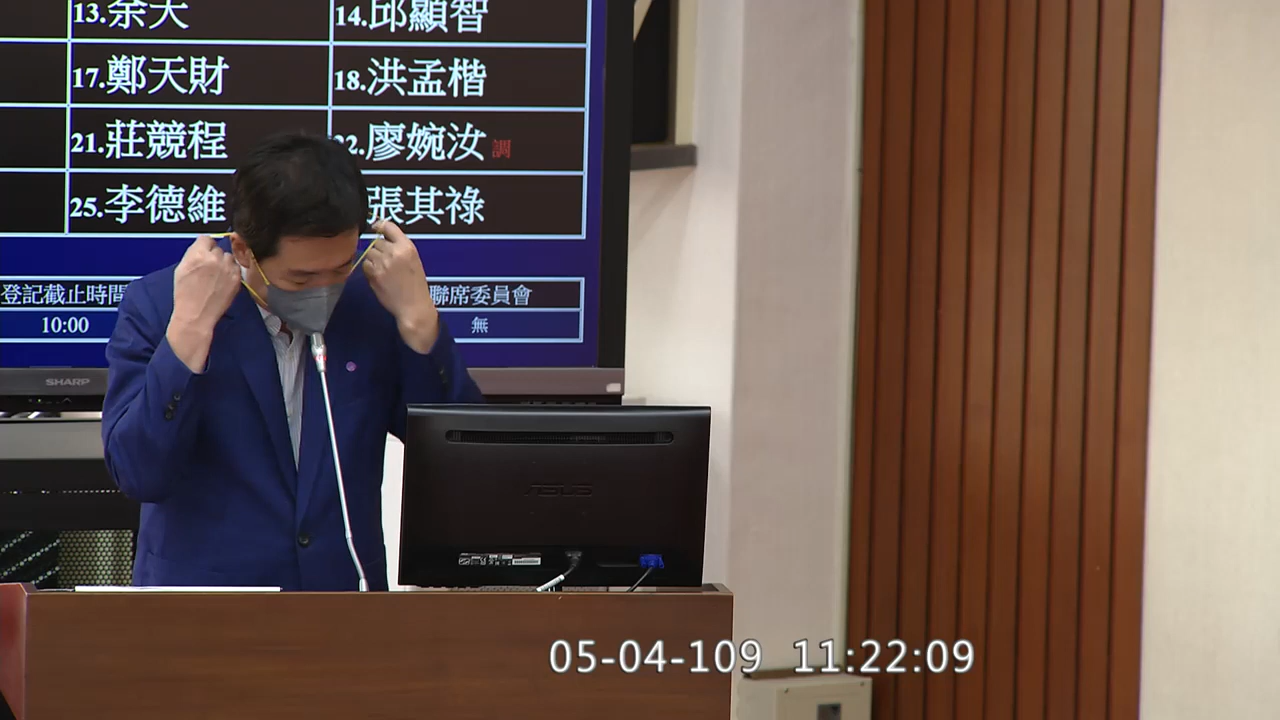 13.余天 14.邱顯智
17.鄭天財 18.洪孟楷
21.莊競程 22.廖婉汝 調
25.李德維 張其祿
登記截止時間 聯席委員會
10:00 無
SHARP
ASUS
05-04-109 11:22:09